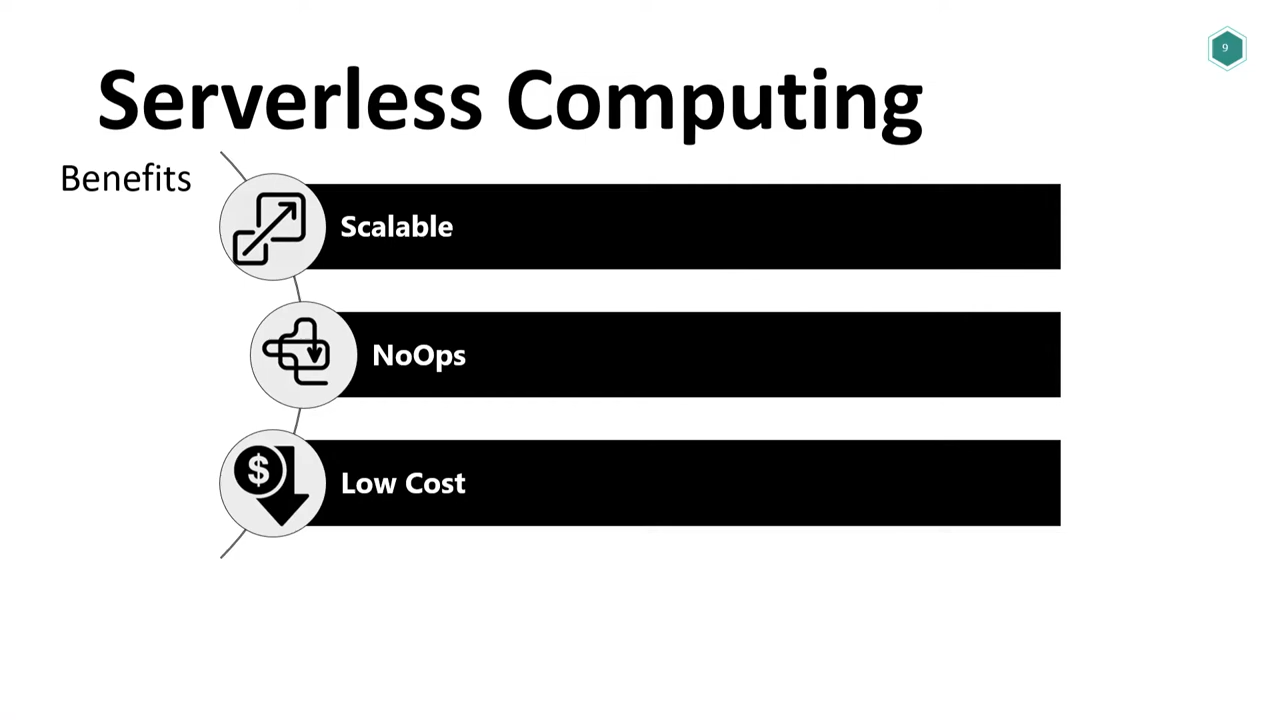 9
Serverless Computing
Benefits
Scalable
NoOps
$
Low Cost